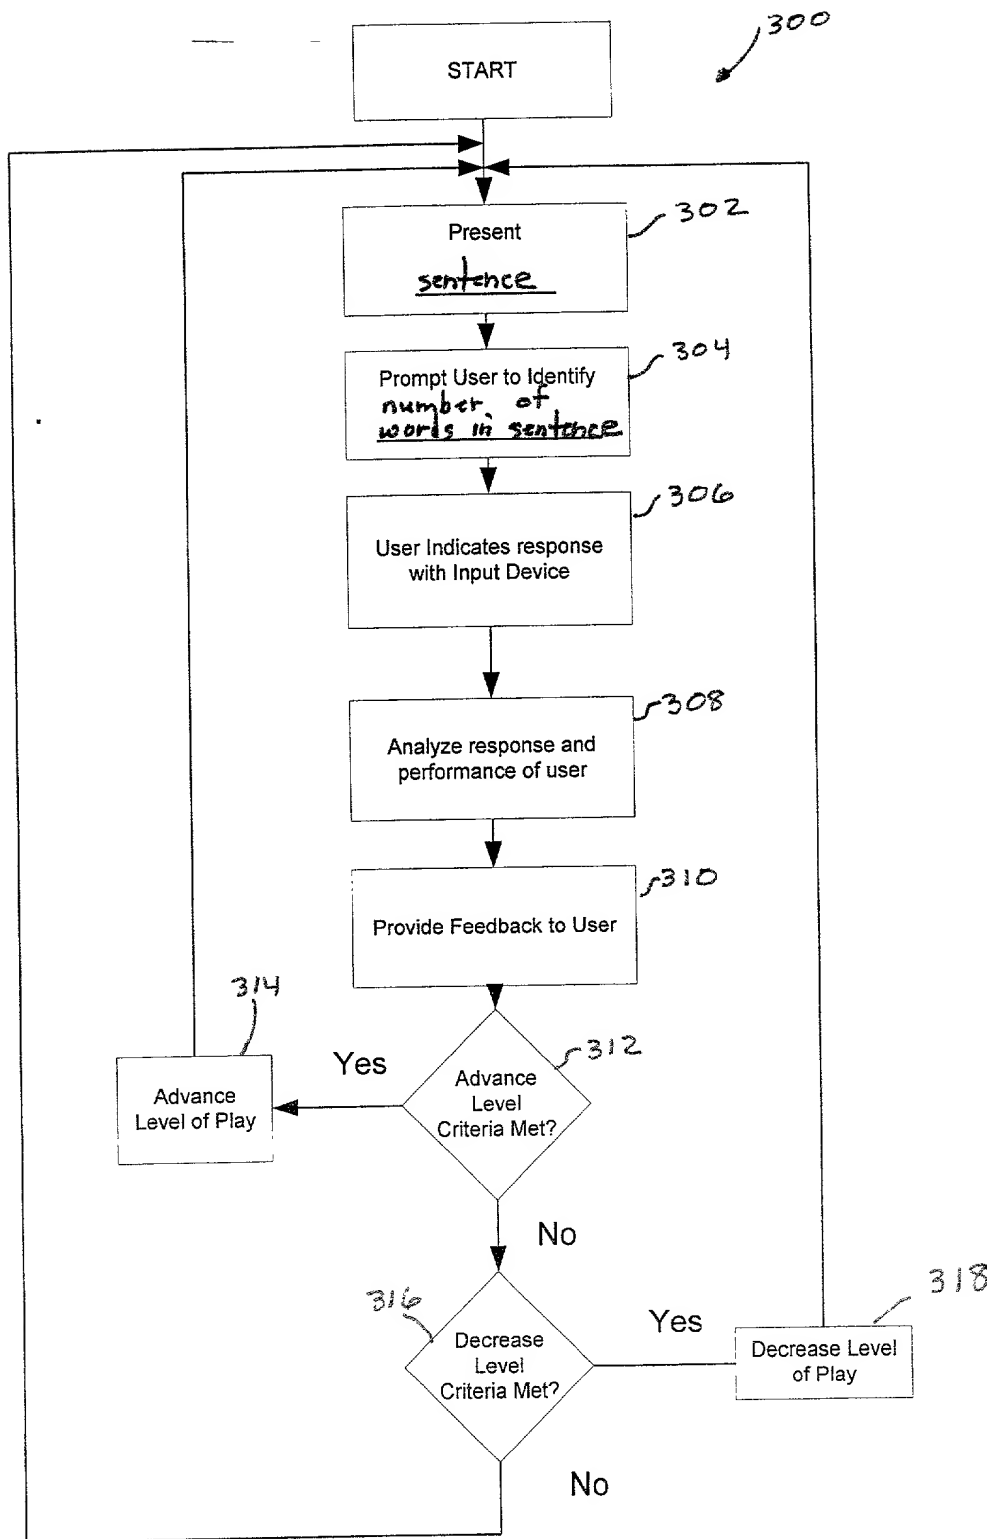 300
START
302
Present
sentence
304
Prompt User to Identify
number of
words in sentence
306
User Indicates response
with Input Device
308
Analyze response and
performance of user
310
Provide Feedback to User
312
Advance
Level
Criteria Met?
Yes
314
Advance
Level of Play
No
316
Decrease
Level
Criteria Met?
Yes
318
Decrease Level
of Play
No